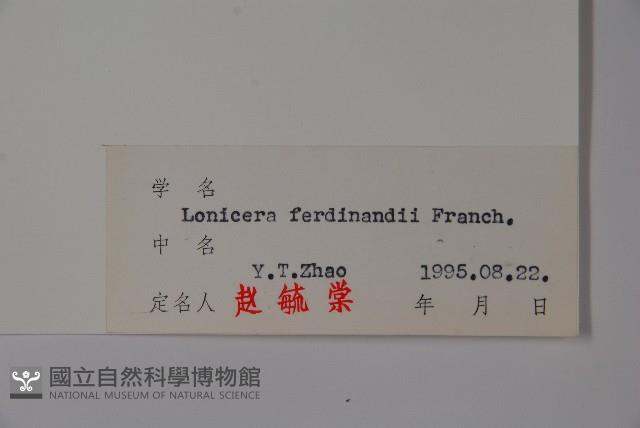 学 名
Lonicera ferdinandii Franch.
中 名
Y.T.Zhao 1995.08.22.
定名人 赵毓棠 年 月 日
國立自然科學博物館
NATIONAL MUSEUM OF NATURAL SCIENCE